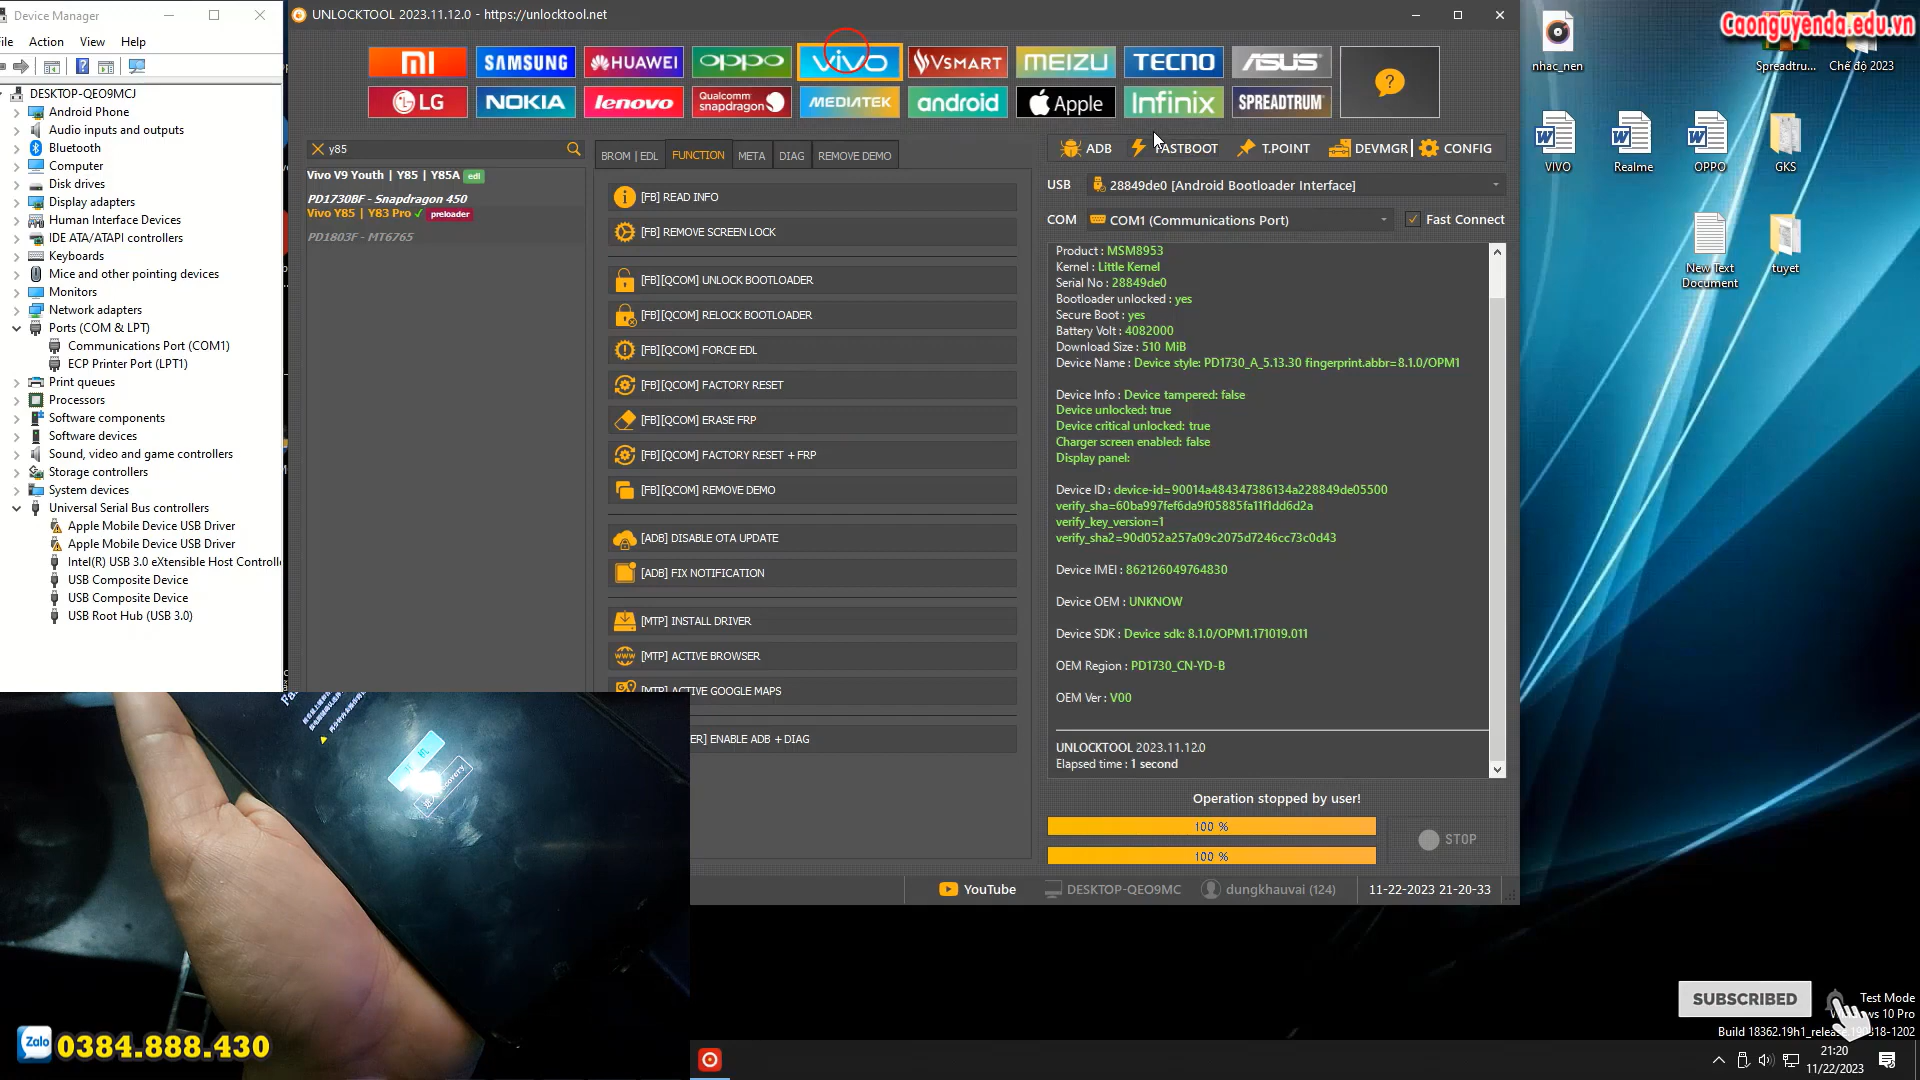 Device Manager
File Action View Help
DESKTOP-QEO9MCJ
Android Phone
Audio inputs and outputs
Bluetooth
Computer
Disk drives
Display adapters
Human Interface Devices
IDE ATA/ATAPI controllers
Keyboards
Mice and other pointing devices
Monitors
Network adapters
Ports (COM & LPT)
Communications Port (COM1)
ECP Printer Port (LPT1)
Print queues
Processors
Software components
Software devices
Sound, video and game controllers
Storage controllers
System devices
Universal Serial Bus controllers
Apple Mobile Device USB Driver
Apple Mobile Device USB Driver
Intel(R) USB 3.0 eXtensible Host Controll
USB Composite Device
USB Composite Device
USB Root Hub (USB 3.0)
UNLOCKTOOL 2023.11.12.0 - https://unlocktool.net
MI SAMSUNG HUAWEI OPPO vivo VSMART MEIZU TECNO ASUS
LG NOKIA lenovo Qualcomm snapdragon MEDIATEK android Apple Infinix SPREADTRUM
y85
Vivo V9 Youth | Y85 | Y85A edl
PD1730BF - Snapdragon 450
Vivo Y85 | Y83 Pro ✓ preloader
PD1803F - MT6765
BROM | EDL FUNCTION META DIAG REMOVE DEMO
[FB] READ INFO
[FB] REMOVE SCREEN LOCK
[FB][QCOM] UNLOCK BOOTLOADER
[FB][QCOM] RELOCK BOOTLOADER
[FB][QCOM] FORCE EDL
[FB][QCOM] FACTORY RESET
[FB][QCOM] ERASE FRP
[FB][QCOM] FACTORY RESET + FRP
[FB][QCOM] REMOVE DEMO
[ADB] DISABLE OTA UPDATE
[ADB] FIX NOTIFICATION
[MTP] INSTALL DRIVER
[MTP] ACTIVE BROWSER
[MTP] ACTIVE GOOGLE MAPS
ER] ENABLE ADB + DIAG
ADB FASTBOOT T.POINT DEVMGR CONFIG
USB 28849de0 [Android Bootloader Interface]
COM COM1 (Communications Port) Fast Connect
Product : MSM8953
Kernel : Little Kernel
Serial No : 28849de0
Bootloader unlocked : yes
Secure Boot : yes
Battery Volt : 4082000
Download Size : 510 MiB
Device Name : Device style: PD1730_A_5.13.30 fingerprint.abbr=8.1.0/OPM1
Device Info : Device tampered: false
Device unlocked: true
Device critical unlocked: true
Charger screen enabled: false
Display panel:
Device ID : device-id=90014a484347386134a228849de05500
verify_sha=60ba997fef6da9f05885fa11f1dd6d2a
verify_key_version=1
verify_sha2=90d052a257a09c2075d7246cc73c0d43
Device IMEI : 862126049764830
Device OEM : UNKNOW
Device SDK : Device sdk: 8.1.0/OPM1.171019.011
OEM Region : PD1730_CN-YD-B
OEM Ver : V00
UNLOCKTOOL 2023.11.12.0
Elapsed time : 1 second
Operation stopped by user!
100 %
100 %
STOP
YouTube DESKTOP-QEO9MC dungkhauvai (124) 11-22-2023 21-20-33
Caonguyenda.edu.vn
nhac_nen
Spreadtru...
Chế độ 2023
VIVO
Realme
OPPO
GKS
New Text Document
tuyet
SUBSCRIBED
Test Mode
Windows 10 Pro
Build 18362.19h1_release.190318-1202
21:20
11/22/2023
Zalo 0384.888.430